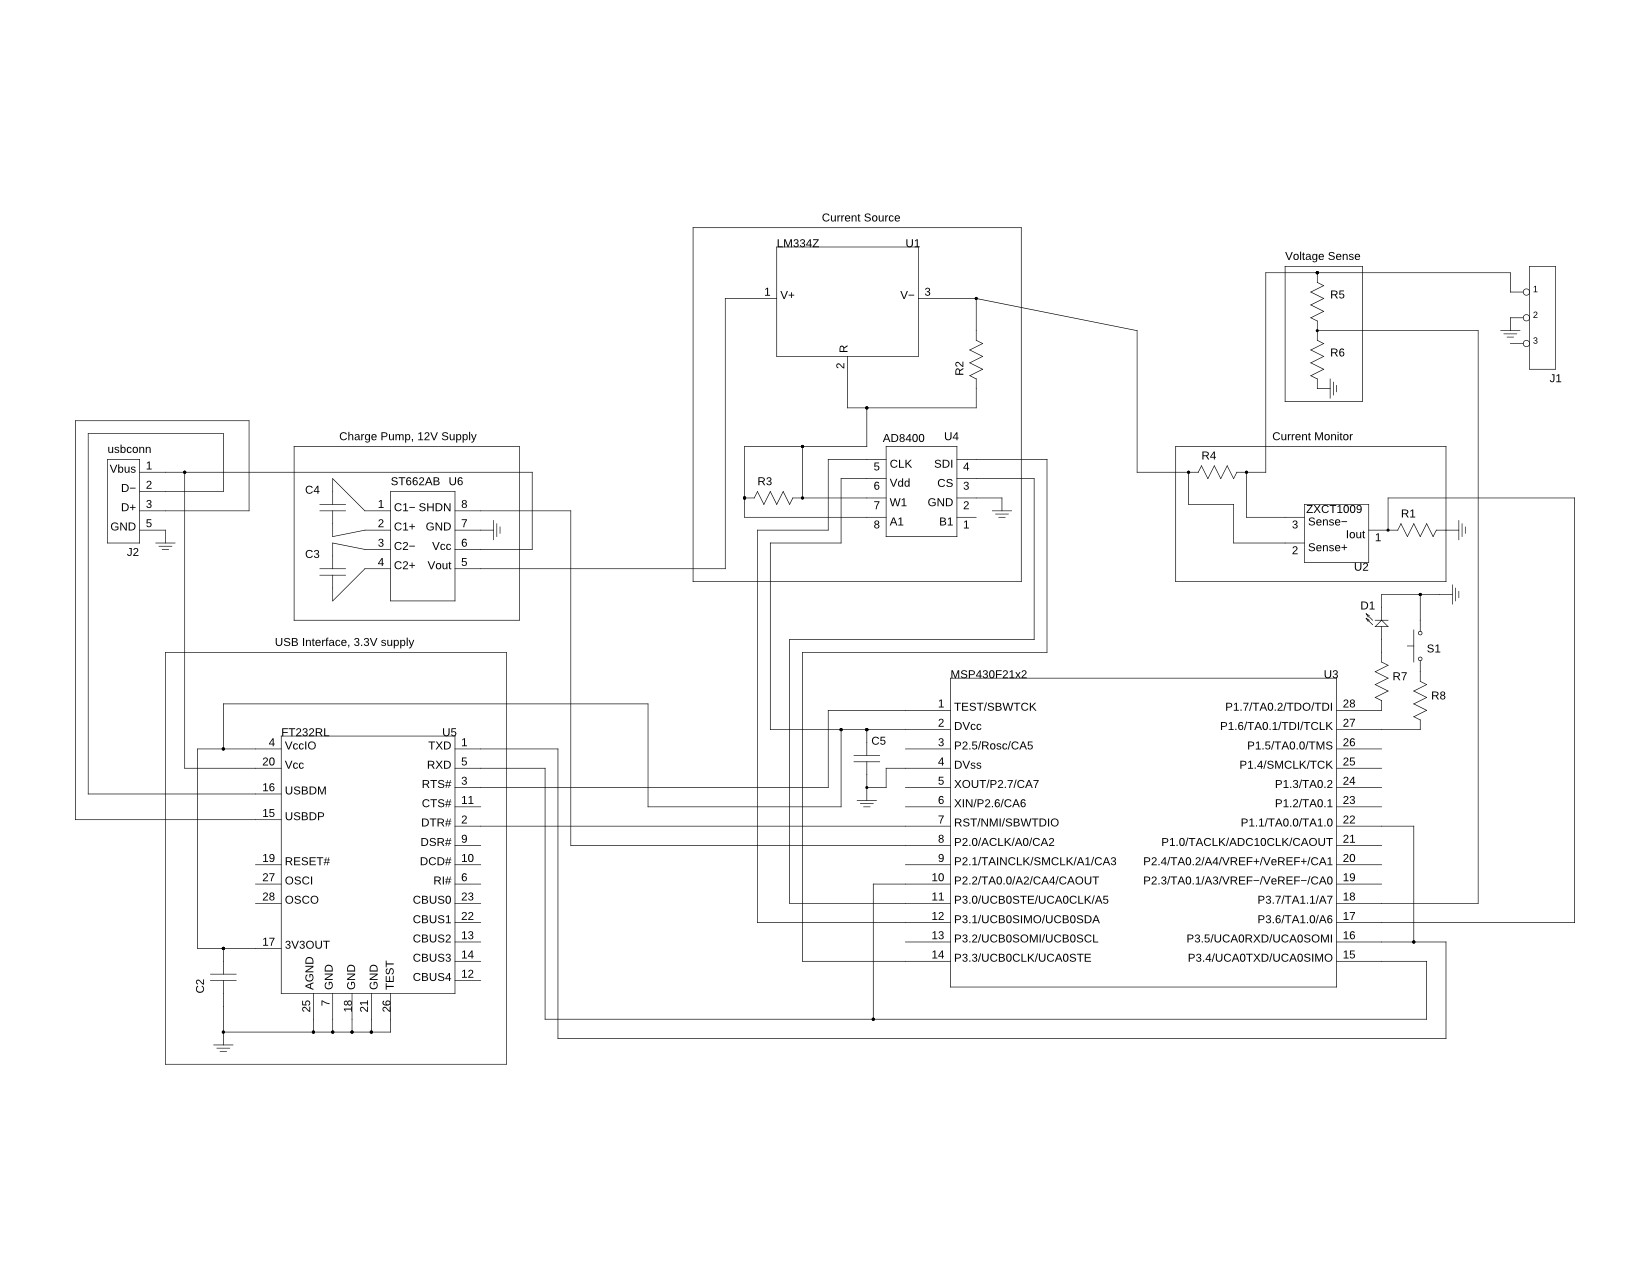 Current Source
LM334Z U1
1 V+ V− 3
R
2
R2
AD8400 U4
5 CLK SDI 4
6 Vdd CS 3
7 W1 GND 2
8 A1 B1 1
R3
Voltage Sense
R5
R6
1
2
3
J1
Current Monitor
R4
ZXCT1009
3 Sense−
Iout 1
2 Sense+
U2
R1
usbconn
Vbus 1
D− 2
D+ 3
GND 5
J2
Charge Pump, 12V Supply
ST662AB U6
C4
C3
1 C1− SHDN 8
2 C1+ GND 7
3 C2− Vcc 6
4 C2+ Vout 5
USB Interface, 3.3V supply
FT232RL U5
4 VccIO TXD 1
20 Vcc RXD 5
RTS# 3
16 USBDM
CTS# 11
15 USBDP
DTR# 2
DSR# 9
19 RESET# DCD# 10
27 OSCI RI# 6
28 OSCO CBUS0 23
CBUS1 22
CBUS2 13
17 3V3OUT
CBUS3 14
CBUS4 12
AGND GND GND GND TEST
25 7 18 21 26
C2
D1
S1
R7
R8
MSP430F21x2 U3
1 TEST/SBWTCK P1.7/TA0.2/TDO/TDI 28
2 DVcc P1.6/TA0.1/TDI/TCLK 27
C5
3 P2.5/Rosc/CA5 P1.5/TA0.0/TMS 26
4 DVss P1.4/SMCLK/TCK 25
5 XOUT/P2.7/CA7 P1.3/TA0.2 24
6 XIN/P2.6/CA6 P1.2/TA0.1 23
7 RST/NMI/SBWTDIO P1.1/TA0.0/TA1.0 22
8 P2.0/ACLK/A0/CA2 P1.0/TACLK/ADC10CLK/CAOUT 21
9 P2.1/TAINCLK/SMCLK/A1/CA3 P2.4/TA0.2/A4/VREF+/VeREF+/CA1 20
10 P2.2/TA0.0/A2/CA4/CAOUT P2.3/TA0.1/A3/VREF−/VeREF−/CA0 19
11 P3.0/UCB0STE/UCA0CLK/A5 P3.7/TA1.1/A7 18
12 P3.1/UCB0SIMO/UCB0SDA P3.6/TA1.0/A6 17
13 P3.2/UCB0SOMI/UCB0SCL P3.5/UCA0RXD/UCA0SOMI 16
14 P3.3/UCB0CLK/UCA0STE P3.4/UCA0TXD/UCA0SIMO 15